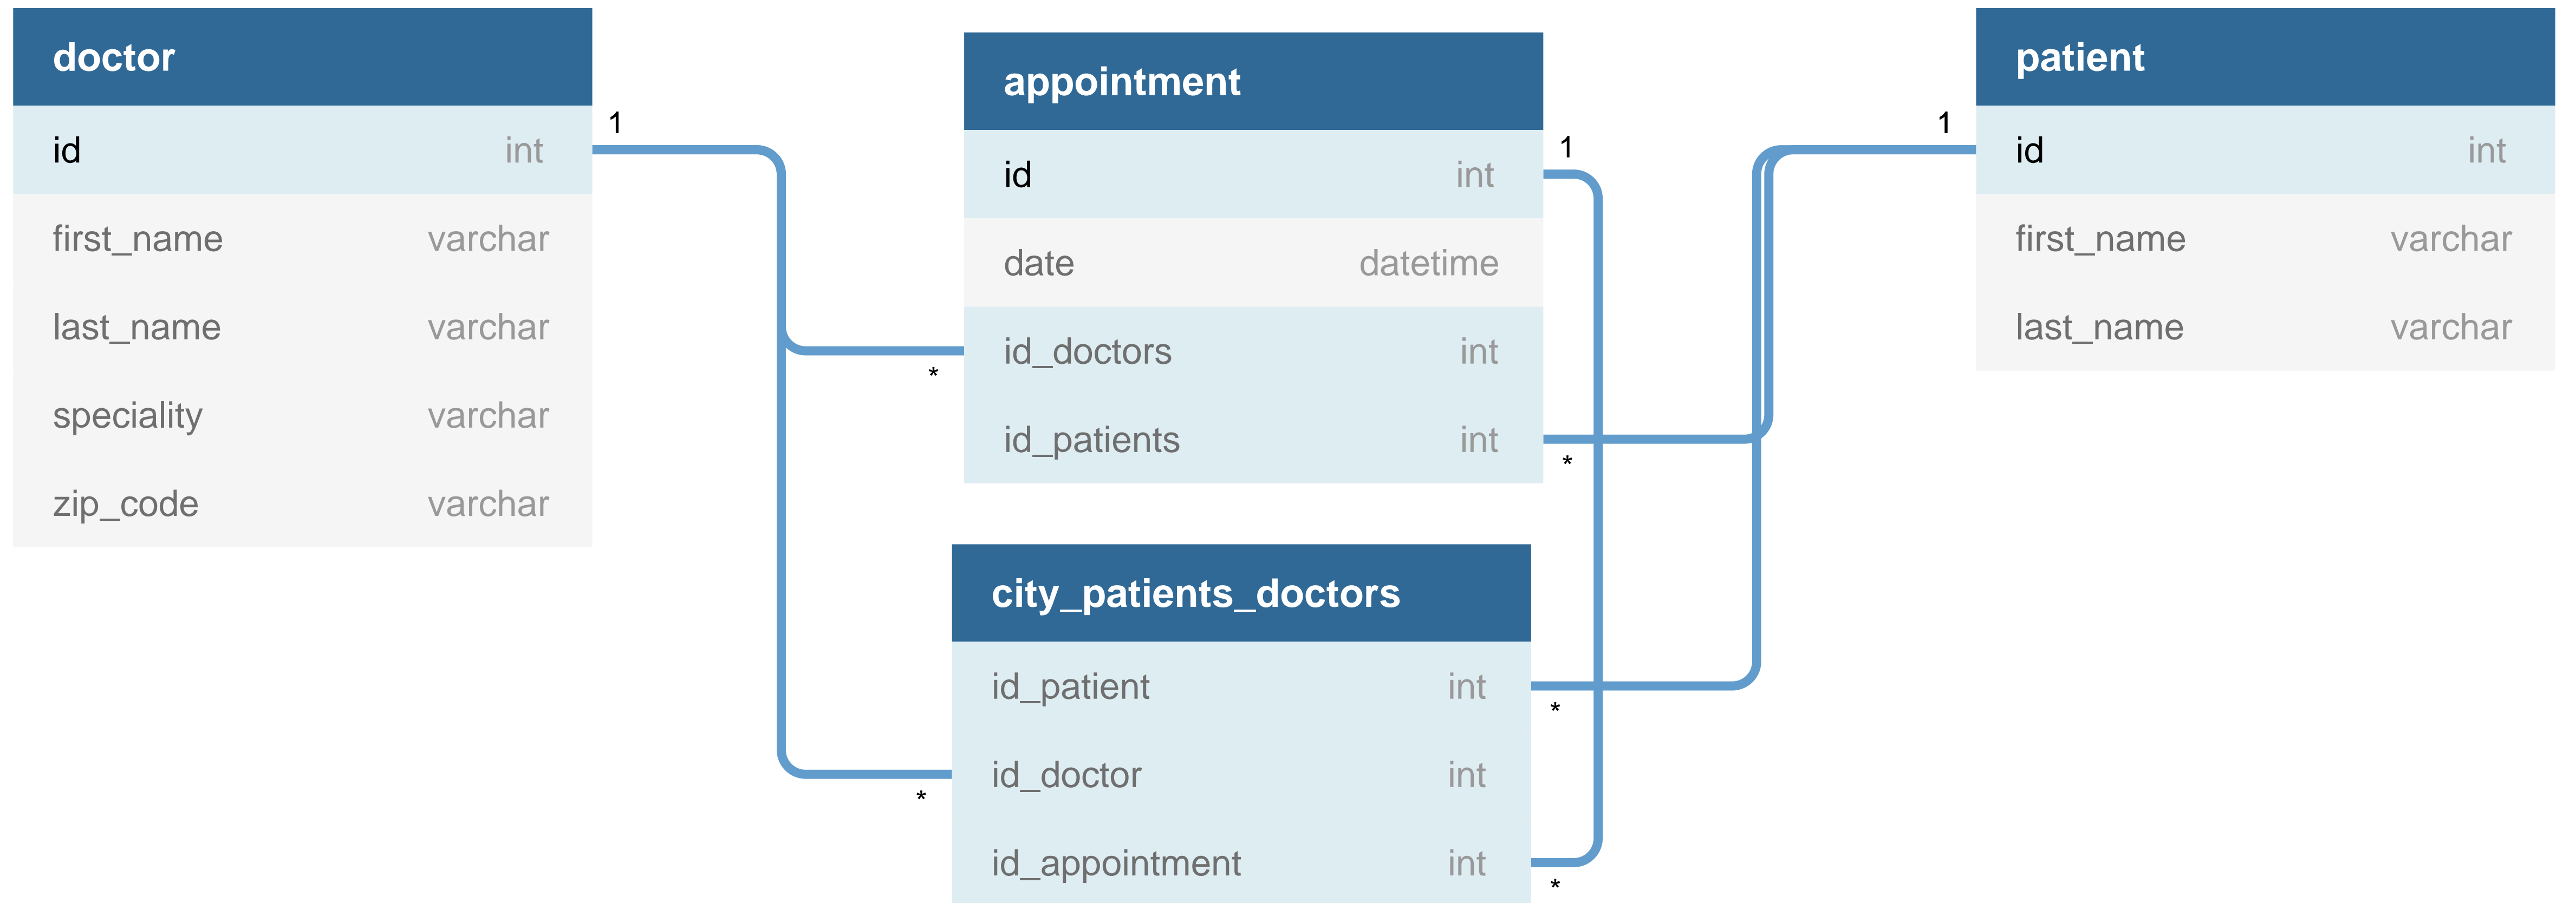 doctor
id int
first_name varchar
last_name varchar
speciality varchar
zip_code varchar
1
*
*
appointment
id int
date datetime
id_doctors int
id_patients int
1
*
city_patients_doctors
id_patient int
id_doctor int
id_appointment int
*
*
1
patient
id int
first_name varchar
last_name varchar